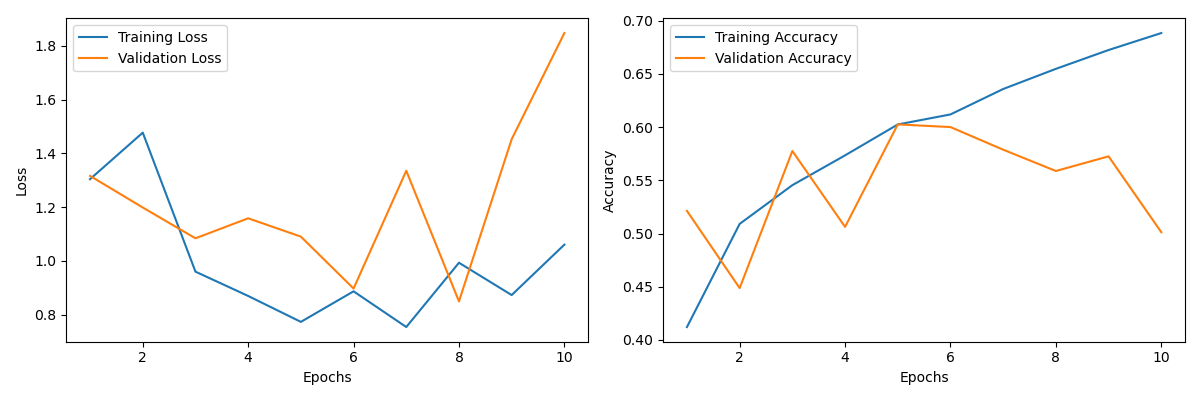 Training Loss
Validation Loss
1.8
1.6
1.4
1.2
1.0
0.8
Loss
2
4
6
8
10
Epochs
Training Accuracy
Validation Accuracy
0.70
0.65
0.60
0.55
0.50
0.45
0.40
Accuracy
2
4
6
8
10
Epochs